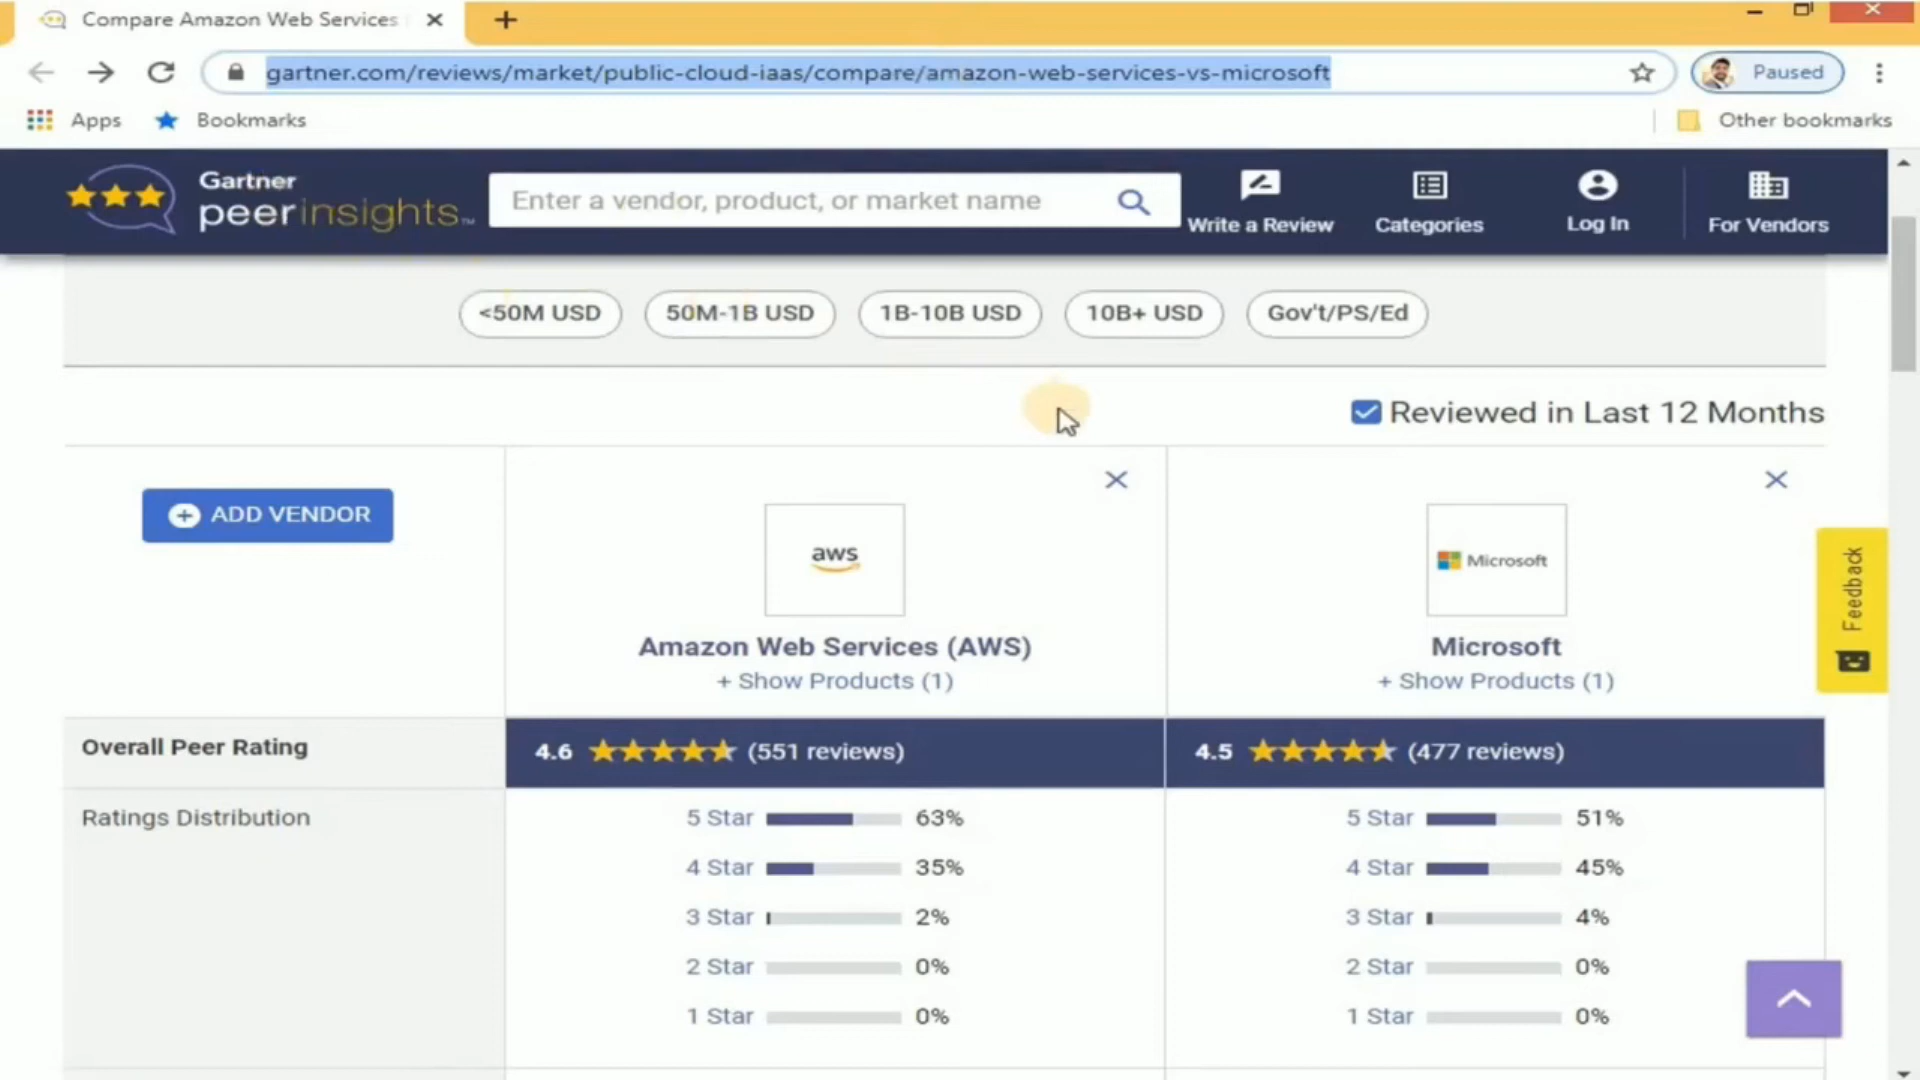 Compare Amazon Web Services
gartner.com/reviews/market/public-cloud-iaas/compare/amazon-web-services-vs-microsoft
Paused
Apps
Bookmarks
Other bookmarks
Gartner
peerinsights™
Enter a vendor, product, or market name
Write a Review
Categories
Log In
For Vendors
<50M USD
50M-1B USD
1B-10B USD
10B+ USD
Gov't/PS/Ed
Reviewed in Last 12 Months
ADD VENDOR
aws
Microsoft
Amazon Web Services (AWS)
+ Show Products (1)
Microsoft
+ Show Products (1)
Feedback
Overall Peer Rating
4.6 (551 reviews)
4.5 (477 reviews)
Ratings Distribution
5 Star 63%
4 Star 35%
3 Star 2%
2 Star 0%
1 Star 0%
5 Star 51%
4 Star 45%
3 Star 4%
2 Star 0%
1 Star 0%